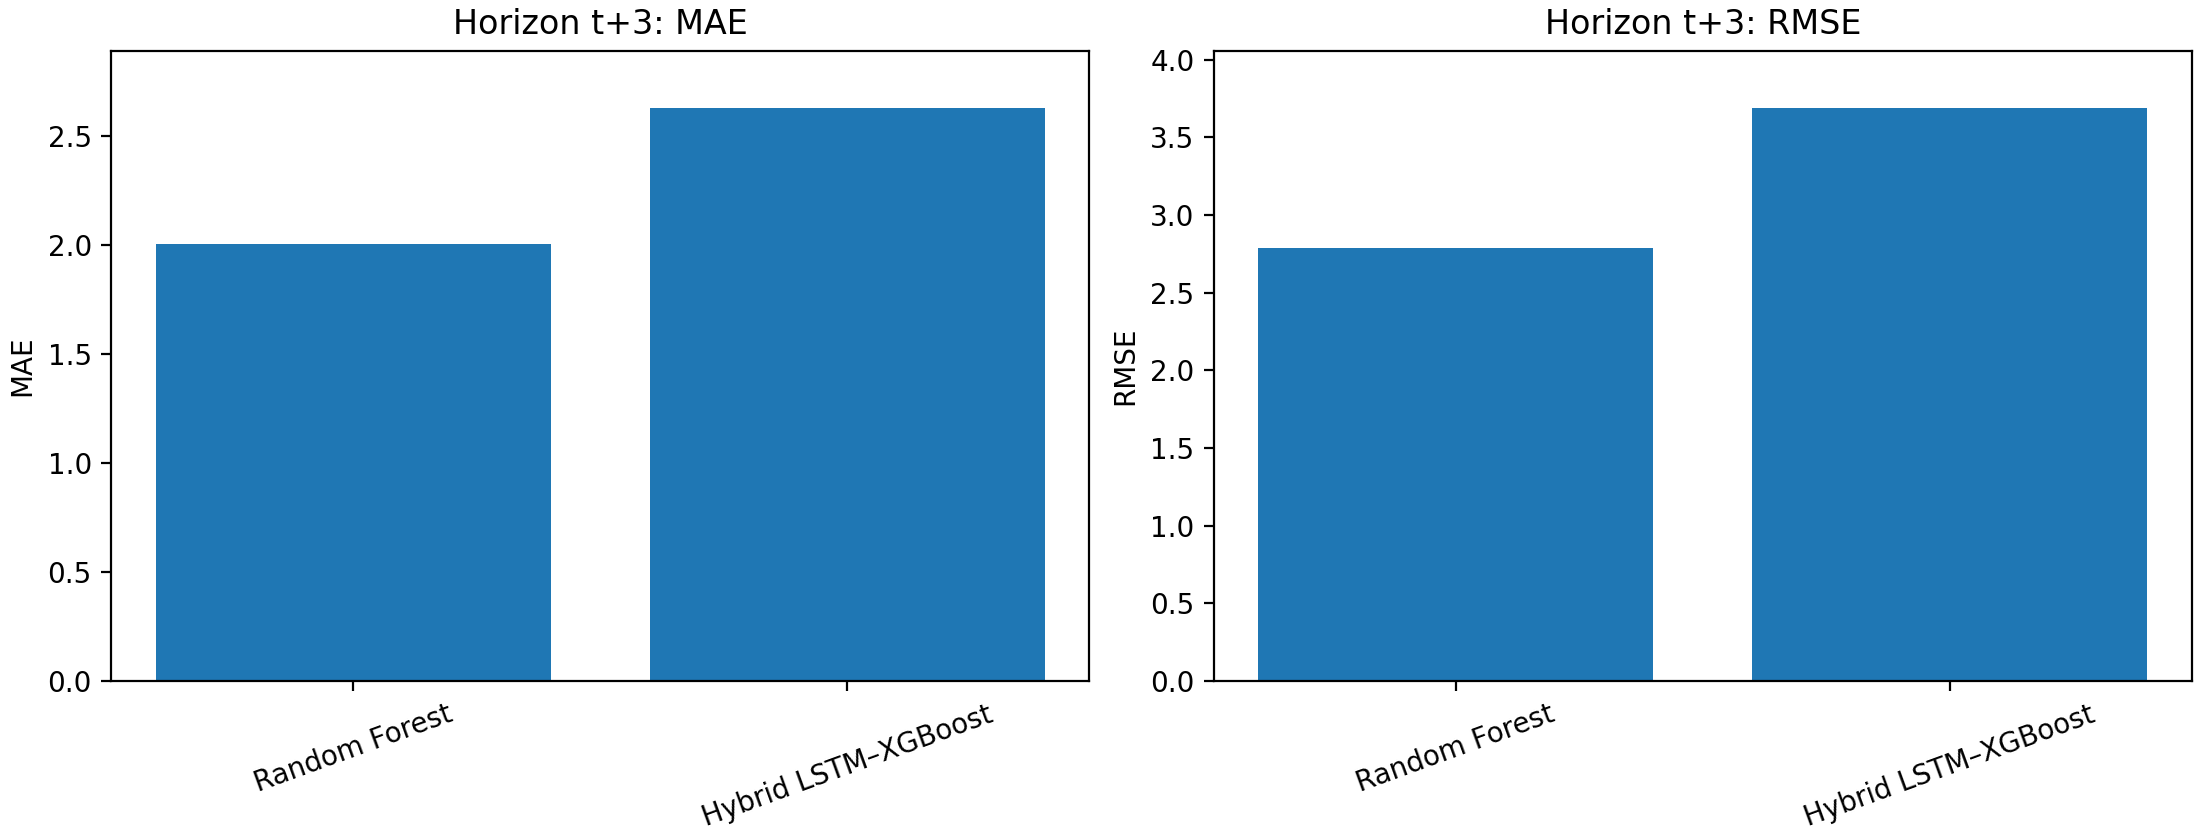 Horizon t+3: MAE
MAE
2.5
2.0
1.5
1.0
0.5
0.0
Random Forest
Hybrid LSTM–XGBoost
Horizon t+3: RMSE
RMSE
4.0
3.5
3.0
2.5
2.0
1.5
1.0
0.5
0.0
Random Forest
Hybrid LSTM–XGBoost